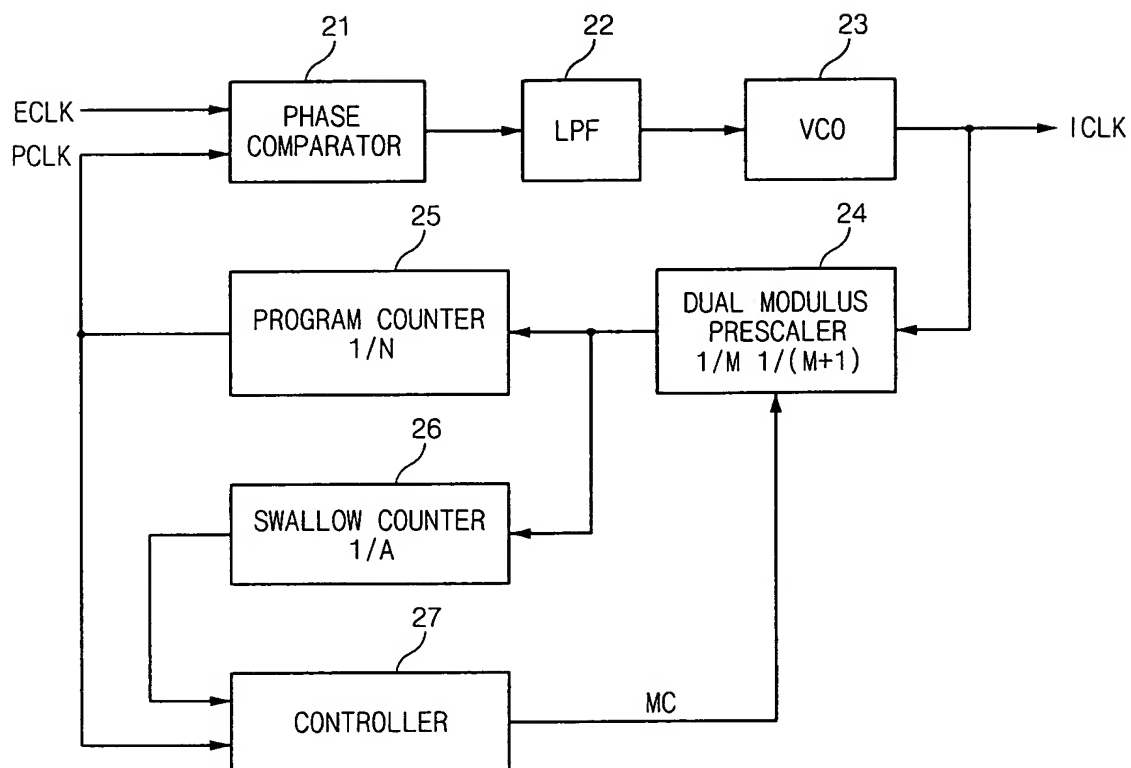 21
22
23
ECLK
PHASE
COMPARATOR
LPF
VCO
ICLK
PCLK
25
24
PROGRAM COUNTER
1/N
DUAL MODULUS
PRESCALER
1/M 1/(M+1)
26
SWALLOW COUNTER
1/A
27
CONTROLLER
MC